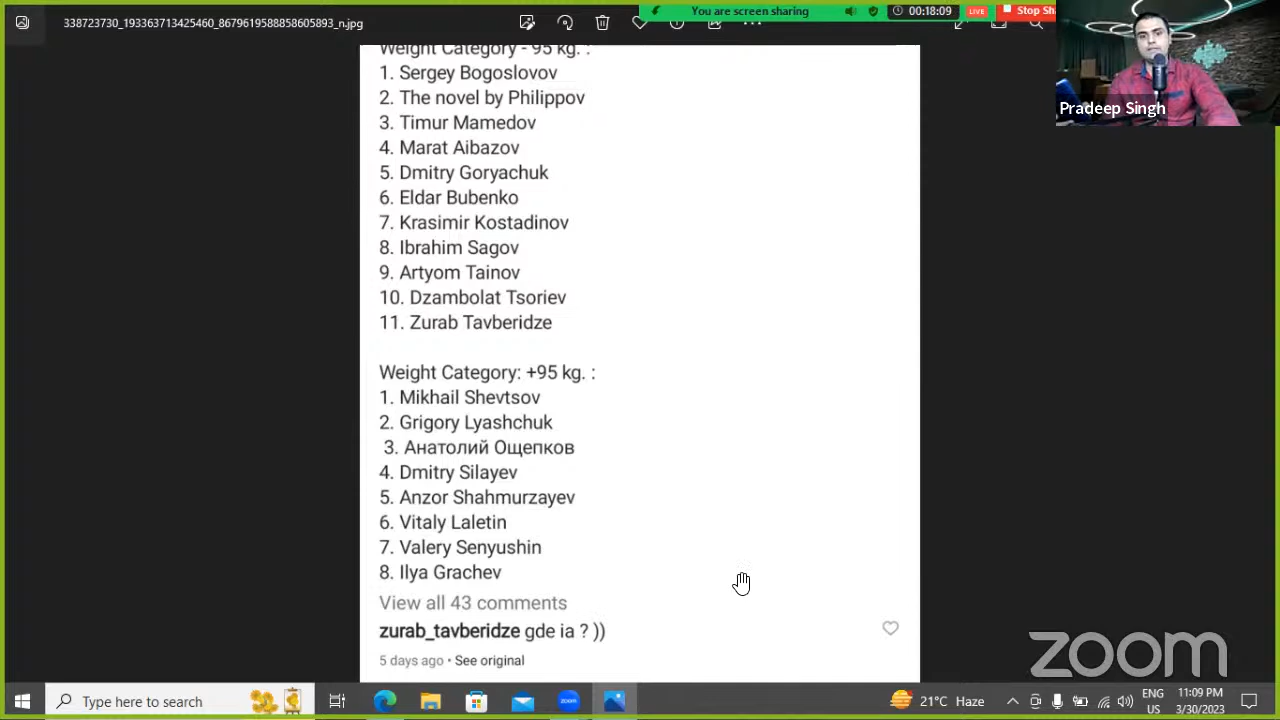 338723730_193363713425460_8679619588858605893_n.jpg
You are screen sharing
00:18:09
LIVE
Stop Sha
Pradeep Singh
Weight Category - 95 kg. :
1. Sergey Bogoslovov
2. The novel by Philippov
3. Timur Mamedov
4. Marat Aibazov
5. Dmitry Goryachuk
6. Eldar Bubenko
7. Krasimir Kostadinov
8. Ibrahim Sagov
9. Artyom Tainov
10. Dzambolat Tsoriev
11. Zurab Tavberidze
Weight Category: +95 kg. :
1. Mikhail Shevtsov
2. Grigory Lyashchuk
3. Анатолий Ощепков
4. Dmitry Silayev
5. Anzor Shahmurzayev
6. Vitaly Laletin
7. Valery Senyushin
8. Ilya Grachev
View all 43 comments
zurab_tavberidze gde ia ? ))
5 days ago • See original
zoom
Type here to search
zoom
21°C Haze
ENG
US
11:09 PM
3/30/2023